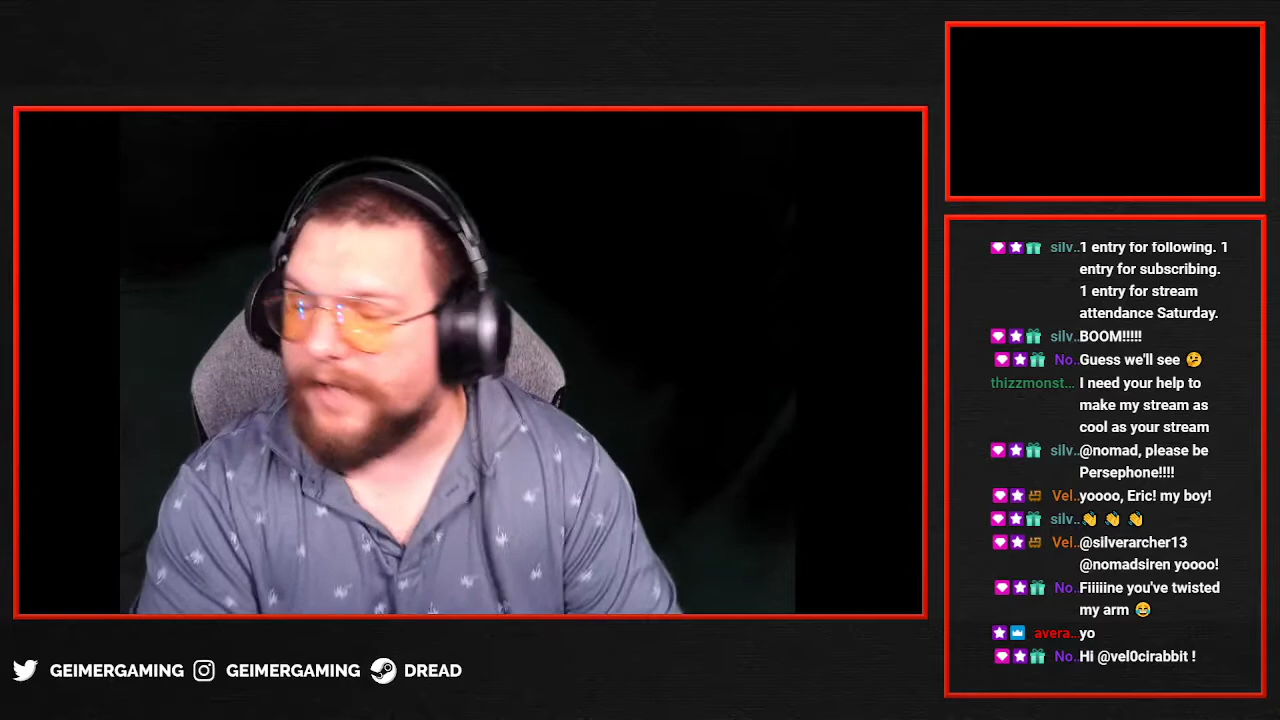 silv.. 1 entry for following. 1
entry for subscribing.
1 entry for stream
attendance Saturday.
silv.. BOOM!!!!!
No.. Guess we'll see 🤔
thizzmonst... I need your help to
make my stream as
cool as your stream
silv.. @nomad, please be
Persephone!!!!
Vel.. yoooo, Eric! my boy!
silv.. 👏 👏 👏
Vel.. @silverarcher13
@nomadsiren yoooo!
No.. Fiiiiine you've twisted
my arm 😂
avera.. yo
No.. Hi @vel0cirabbit !
GEIMERGAMING GEIMERGAMING DREAD